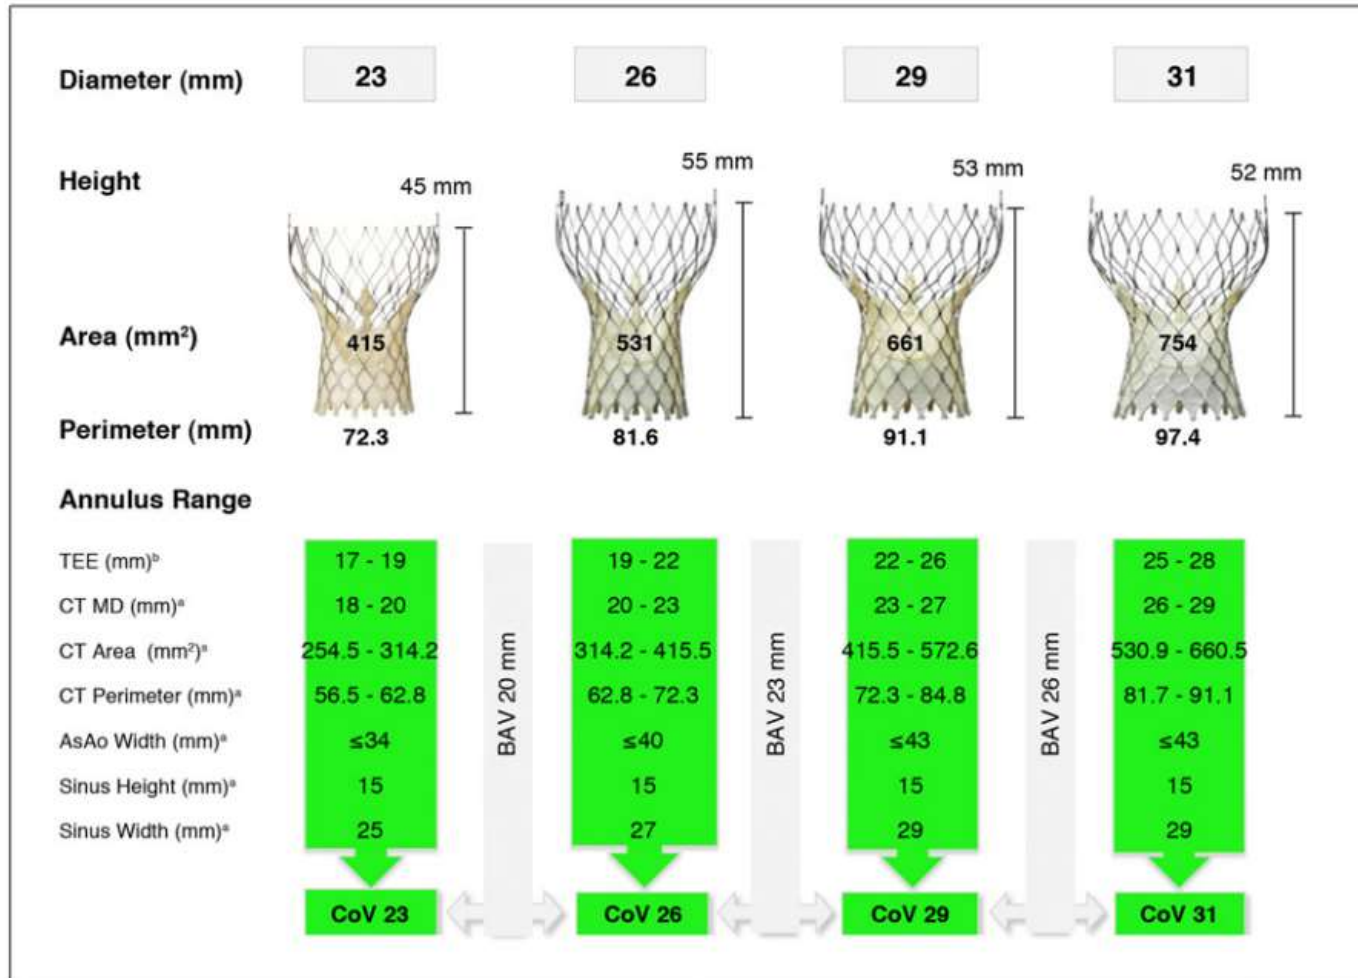 Diameter (mm) 23 26 29 31
Height 45 mm 55 mm 53 mm 52 mm
Area (mm²) 415 531 661 754
Perimeter (mm) 72.3 81.6 91.1 97.4
Annulus Range
TEE (mm)ᵇ 17 - 19 19 - 22 22 - 26 25 - 28
CT MD (mm)ᵃ 18 - 20 20 - 23 23 - 27 26 - 29
CT Area (mm²)ᵃ 254.5 - 314.2 314.2 - 415.5 415.5 - 572.6 530.9 - 660.5
CT Perimeter (mm)ᵃ 56.5 - 62.8 62.8 - 72.3 72.3 - 84.8 81.7 - 91.1
AsAo Width (mm)ᵃ ≤34 ≤40 ≤43 ≤43
Sinus Height (mm)ᵃ 15 15 15 15
Sinus Width (mm)ᵃ 25 27 29 29
BAV 20 mm
BAV 23 mm
BAV 26 mm
CoV 23 CoV 26 CoV 29 CoV 31